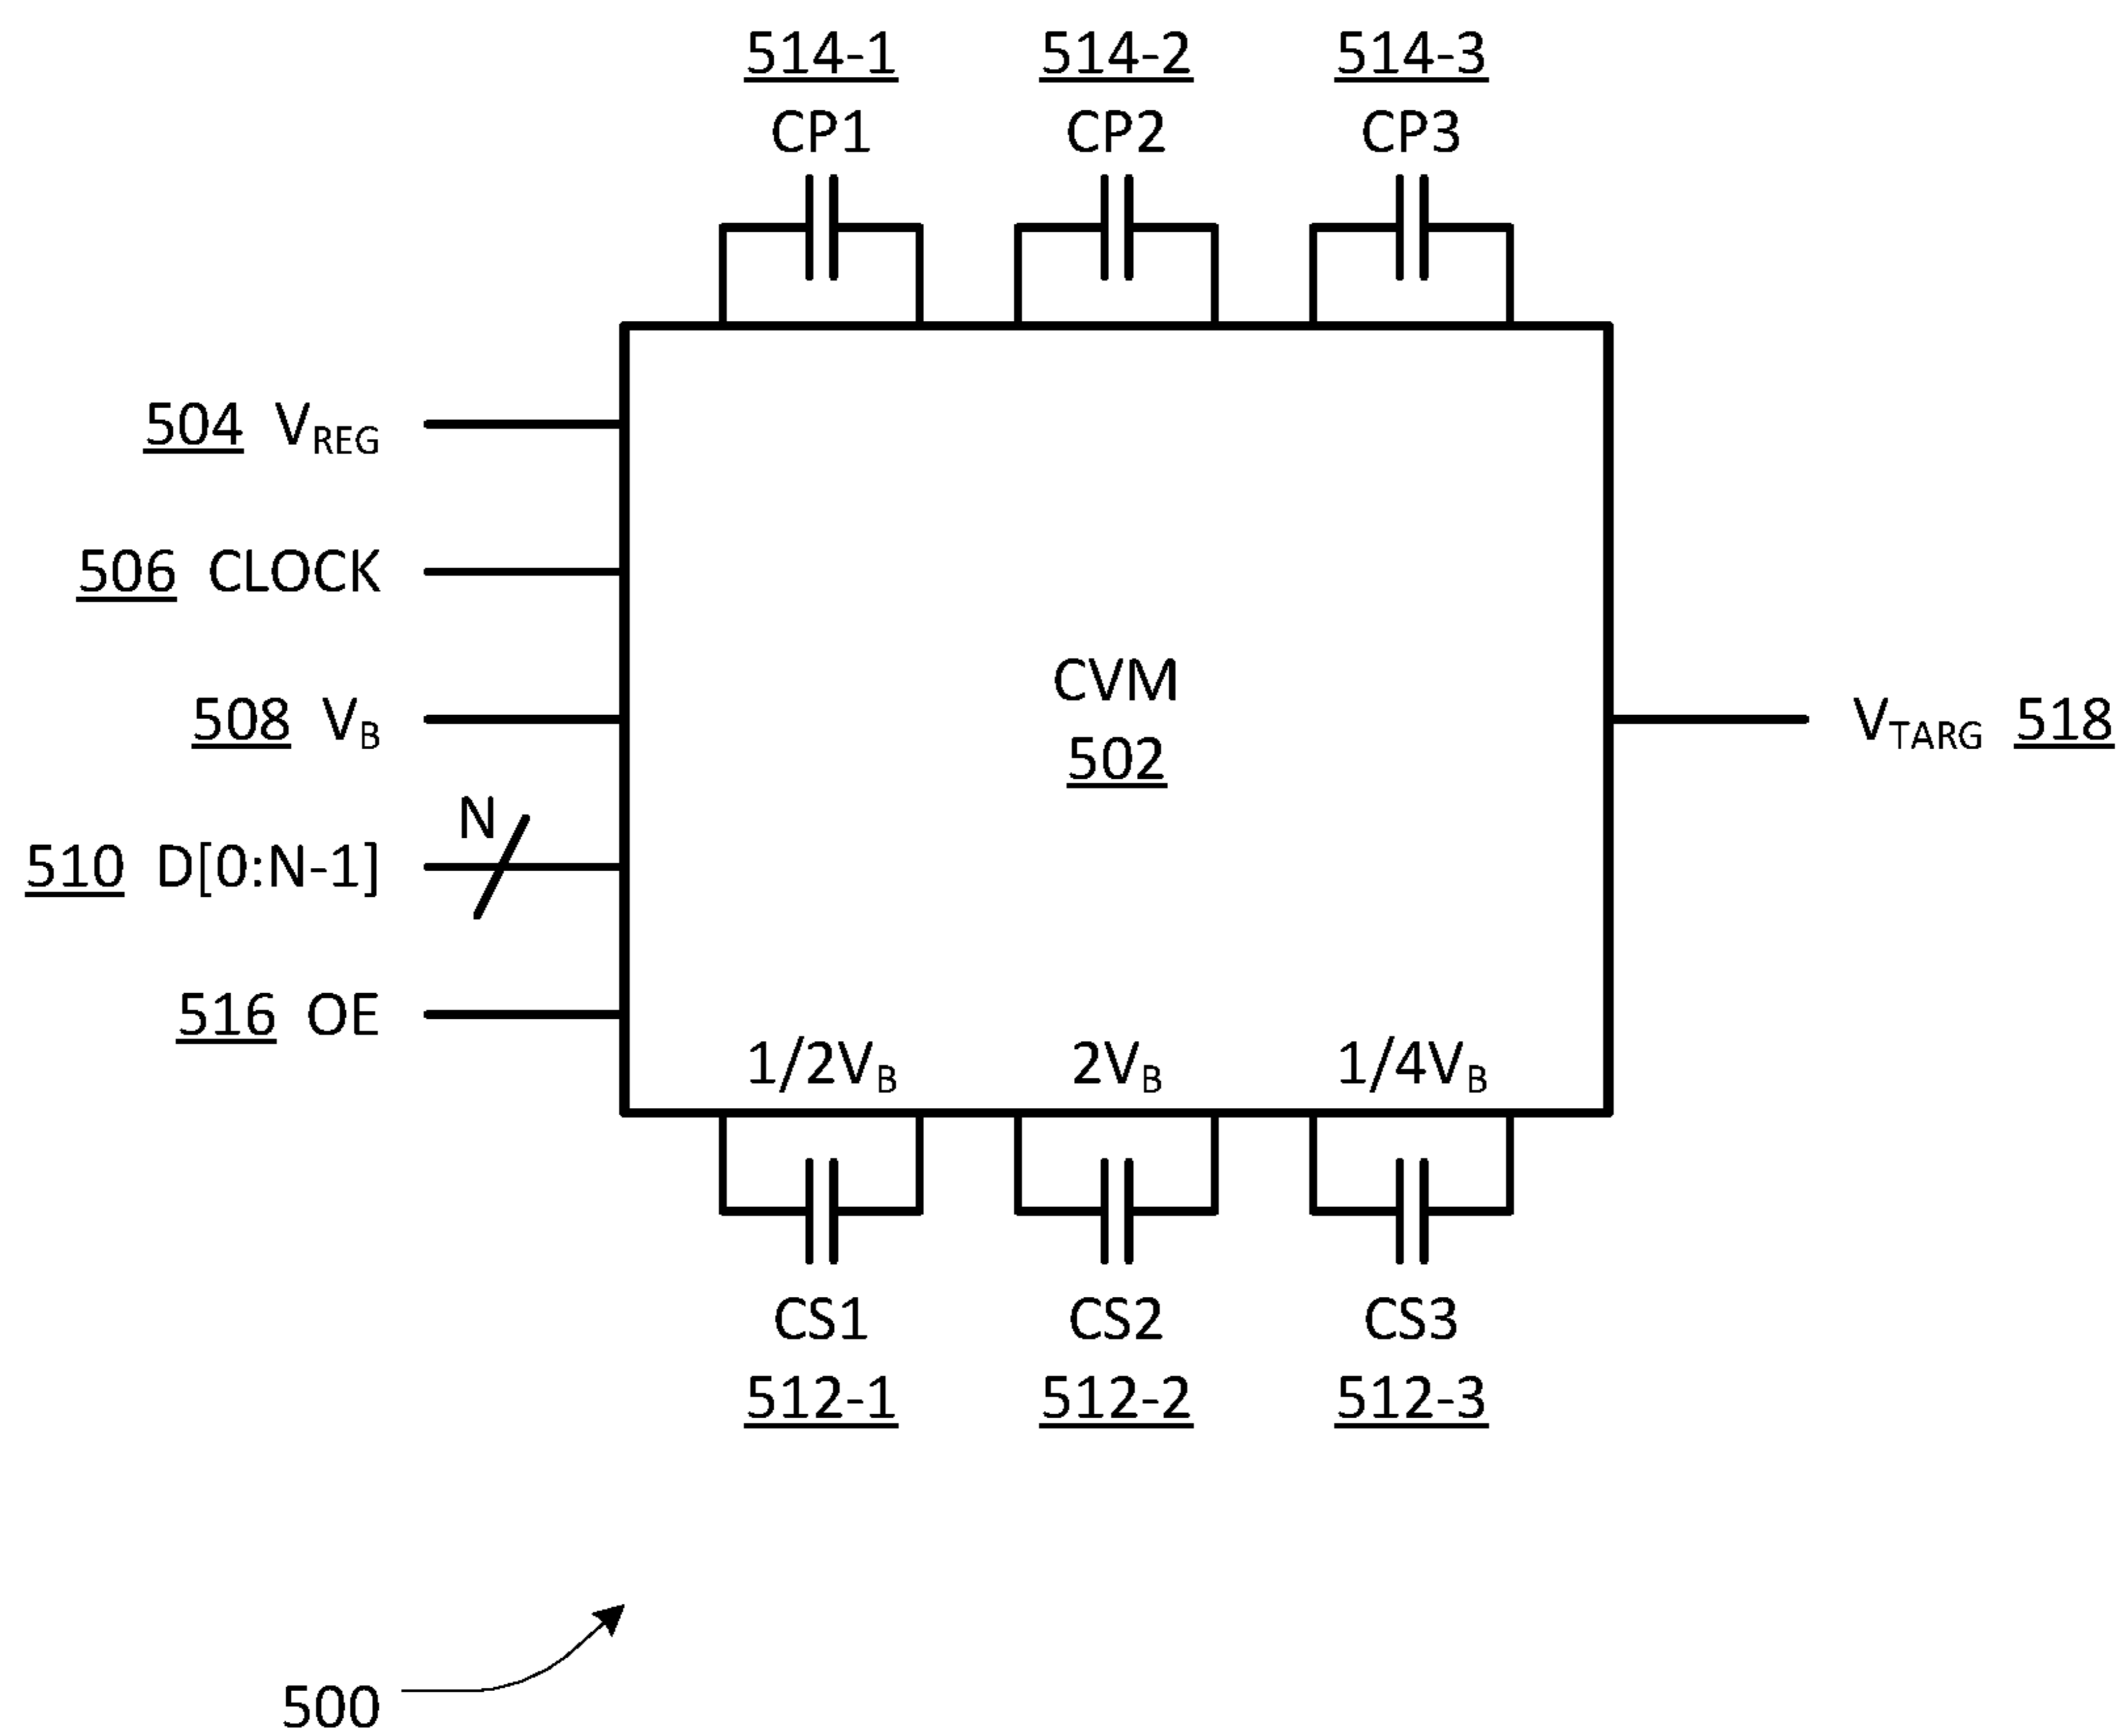 514-1 514-2 514-3
CP1 CP2 CP3
504 VREG
506 CLOCK
CVM
502
508 VB
VTARG 518
N
510 D[0:N-1]
516 OE
1/2VB 2VB 1/4VB
CS1 CS2 CS3
512-1 512-2 512-3
500